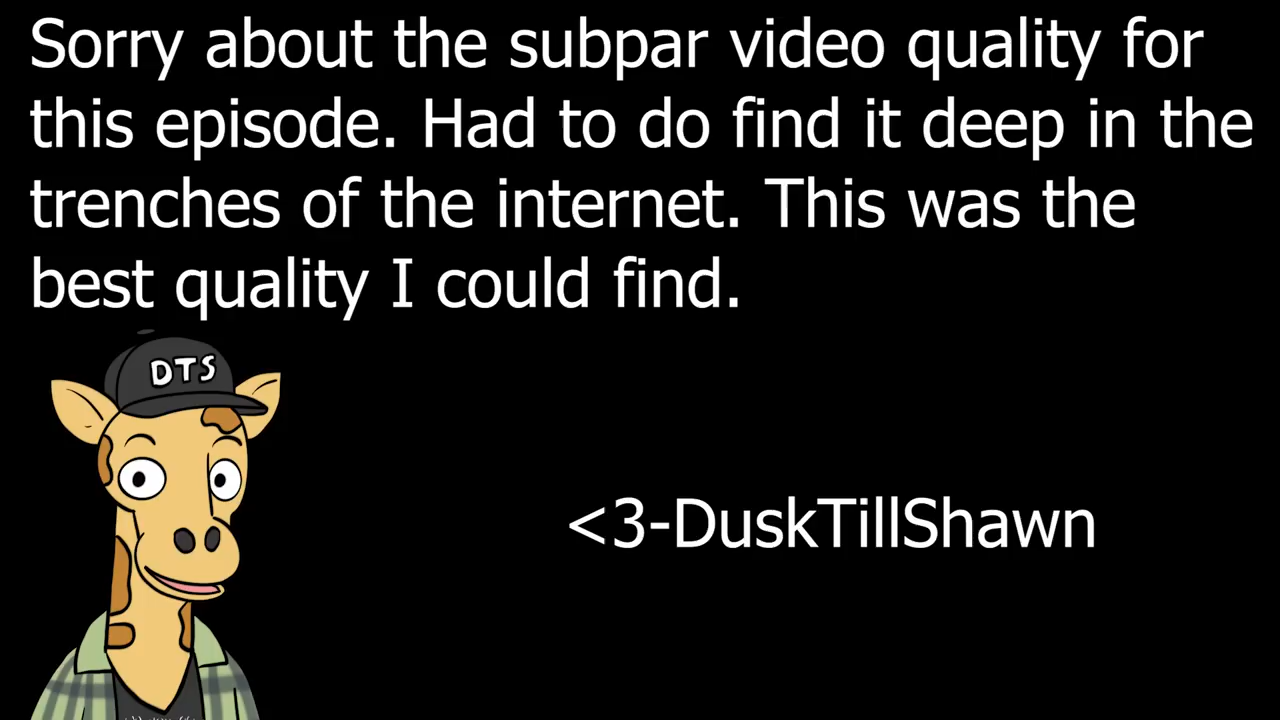 Sorry about the subpar video quality for
this episode. Had to do find it deep in the
trenches of the internet. This was the
best quality I could find.
DTS
<3-DuskTillShawn